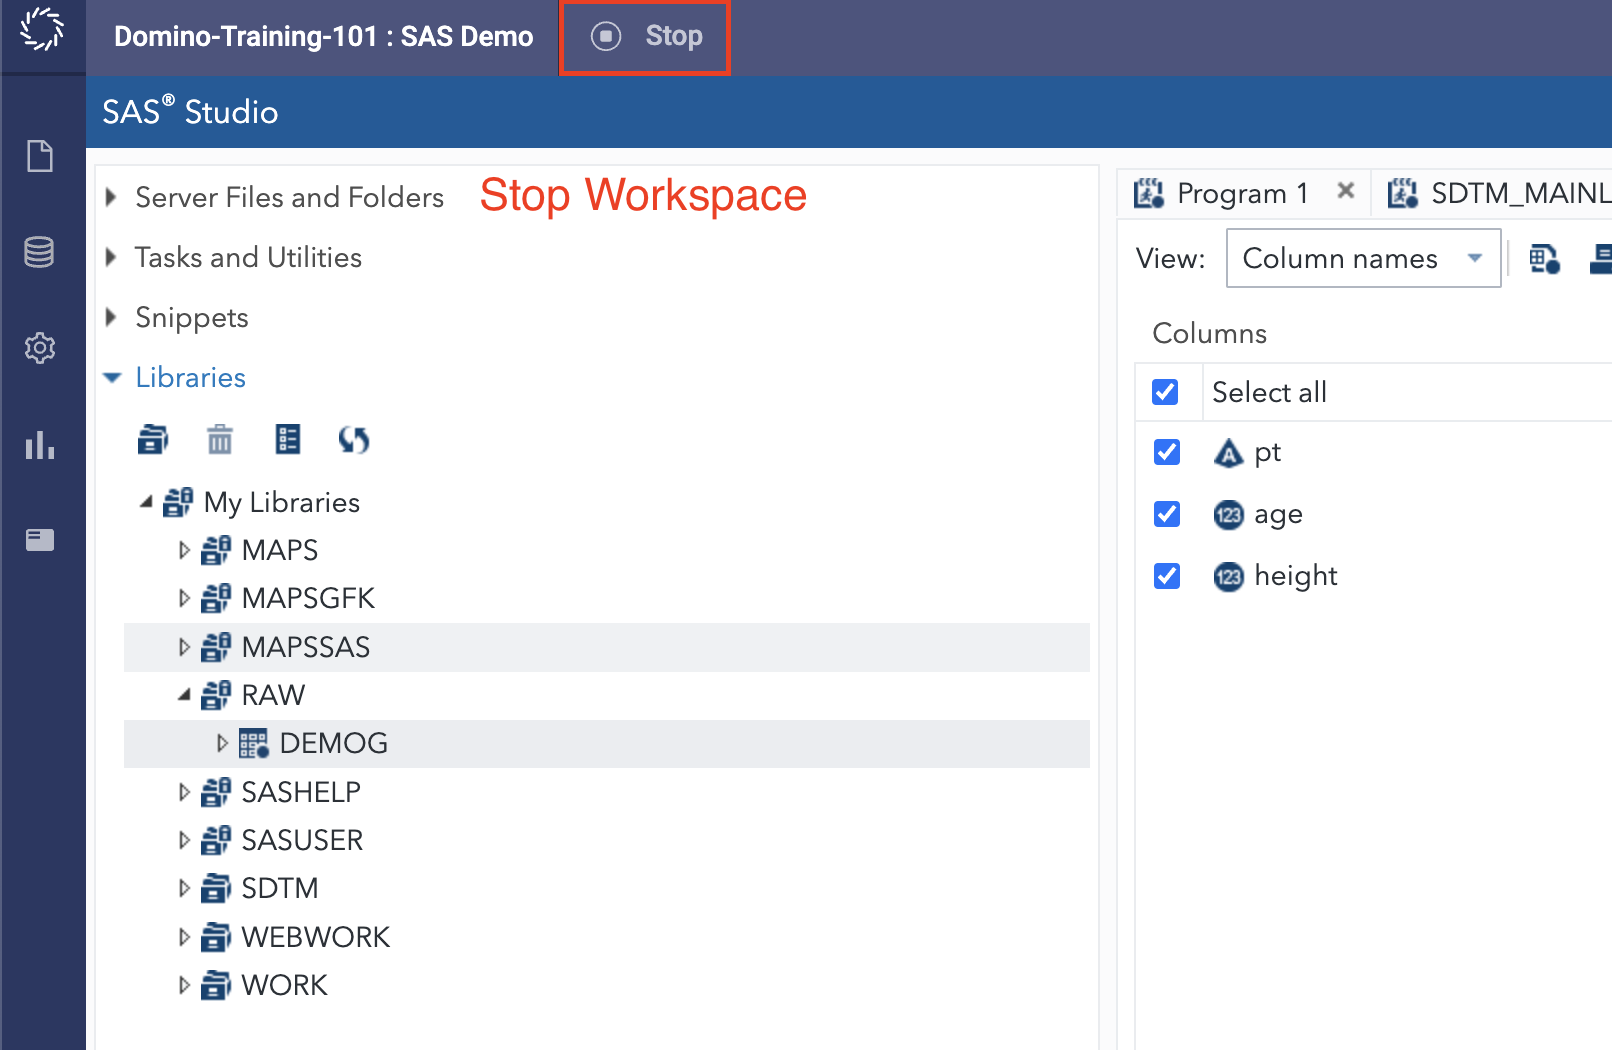 Domino-Training-101 : SAS Demo
Stop
SAS® Studio
Server Files and Folders
Stop Workspace
Tasks and Utilities
Snippets
Libraries
My Libraries
MAPS
MAPSGFK
MAPSSAS
RAW
DEMOG
SASHELP
SASUSER
SDTM
WEBWORK
WORK
Program 1
SDTM_MAINL
View:
Column names
Columns
Select all
pt
123 age
123 height